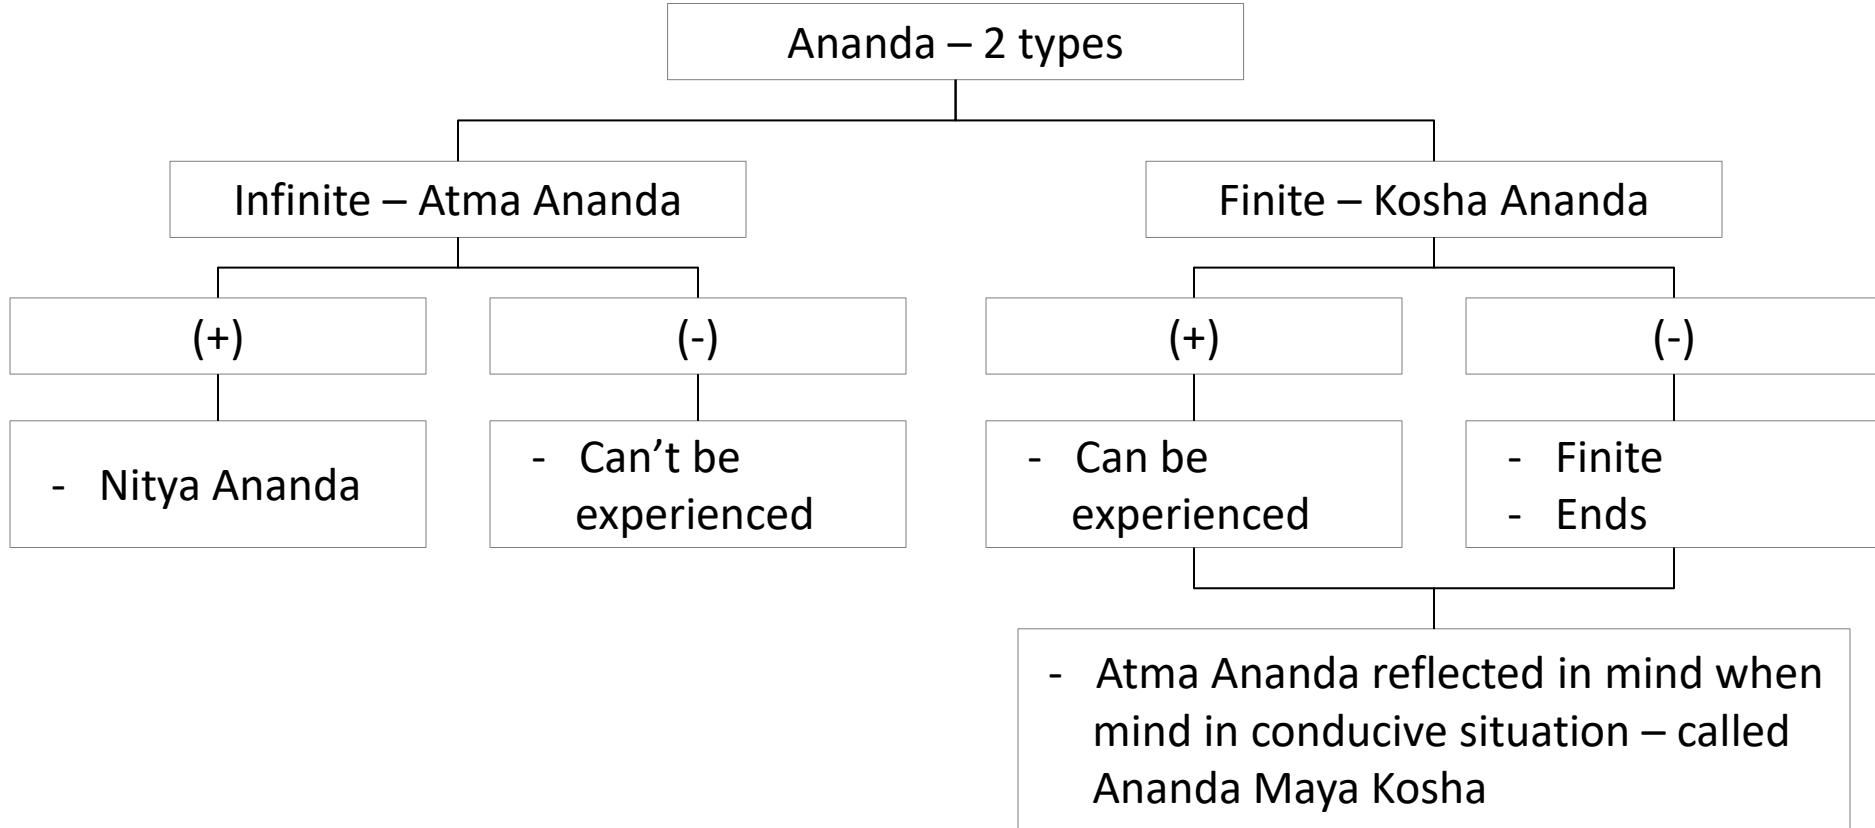 Ananda – 2 types
Infinite – Atma Ananda
Finite – Kosha Ananda
(+)
(-)
(+)
(-)
- Nitya Ananda
- Can’t be
experienced
- Can be
experienced
- Finite
- Ends
- Atma Ananda reflected in mind when
mind in conducive situation – called
Ananda Maya Kosha